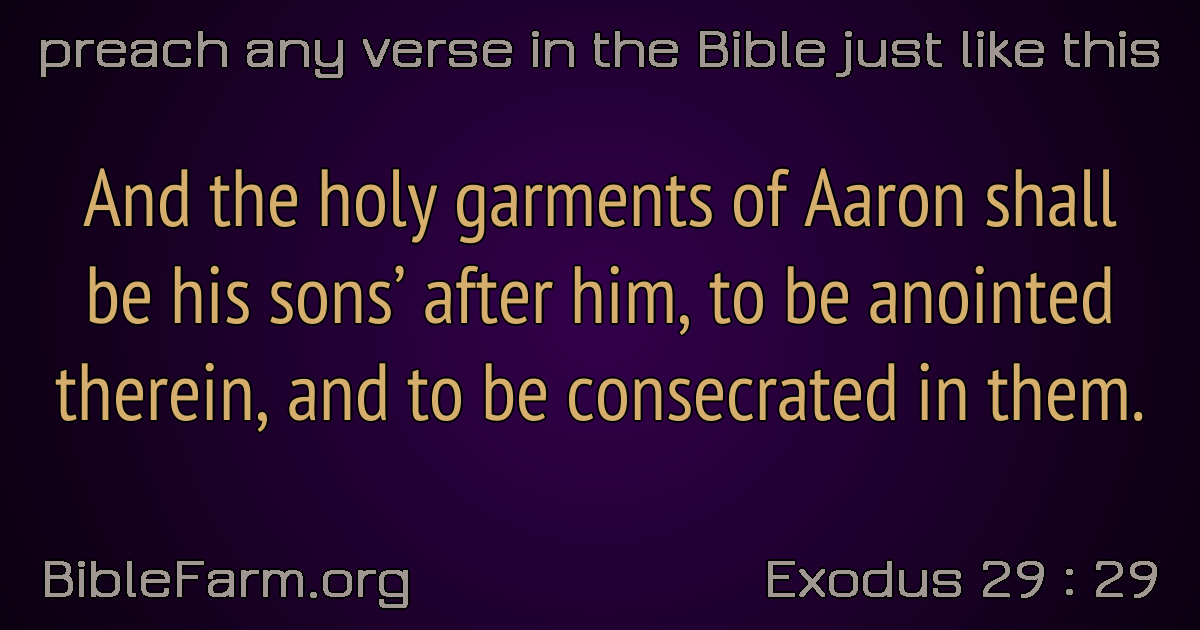 preach any verse in the Bible just like this
And the holy garments of Aaron shall
be his sons’ after him, to be anointed
therein, and to be consecrated in them.
BibleFarm.org
Exodus 29 : 29